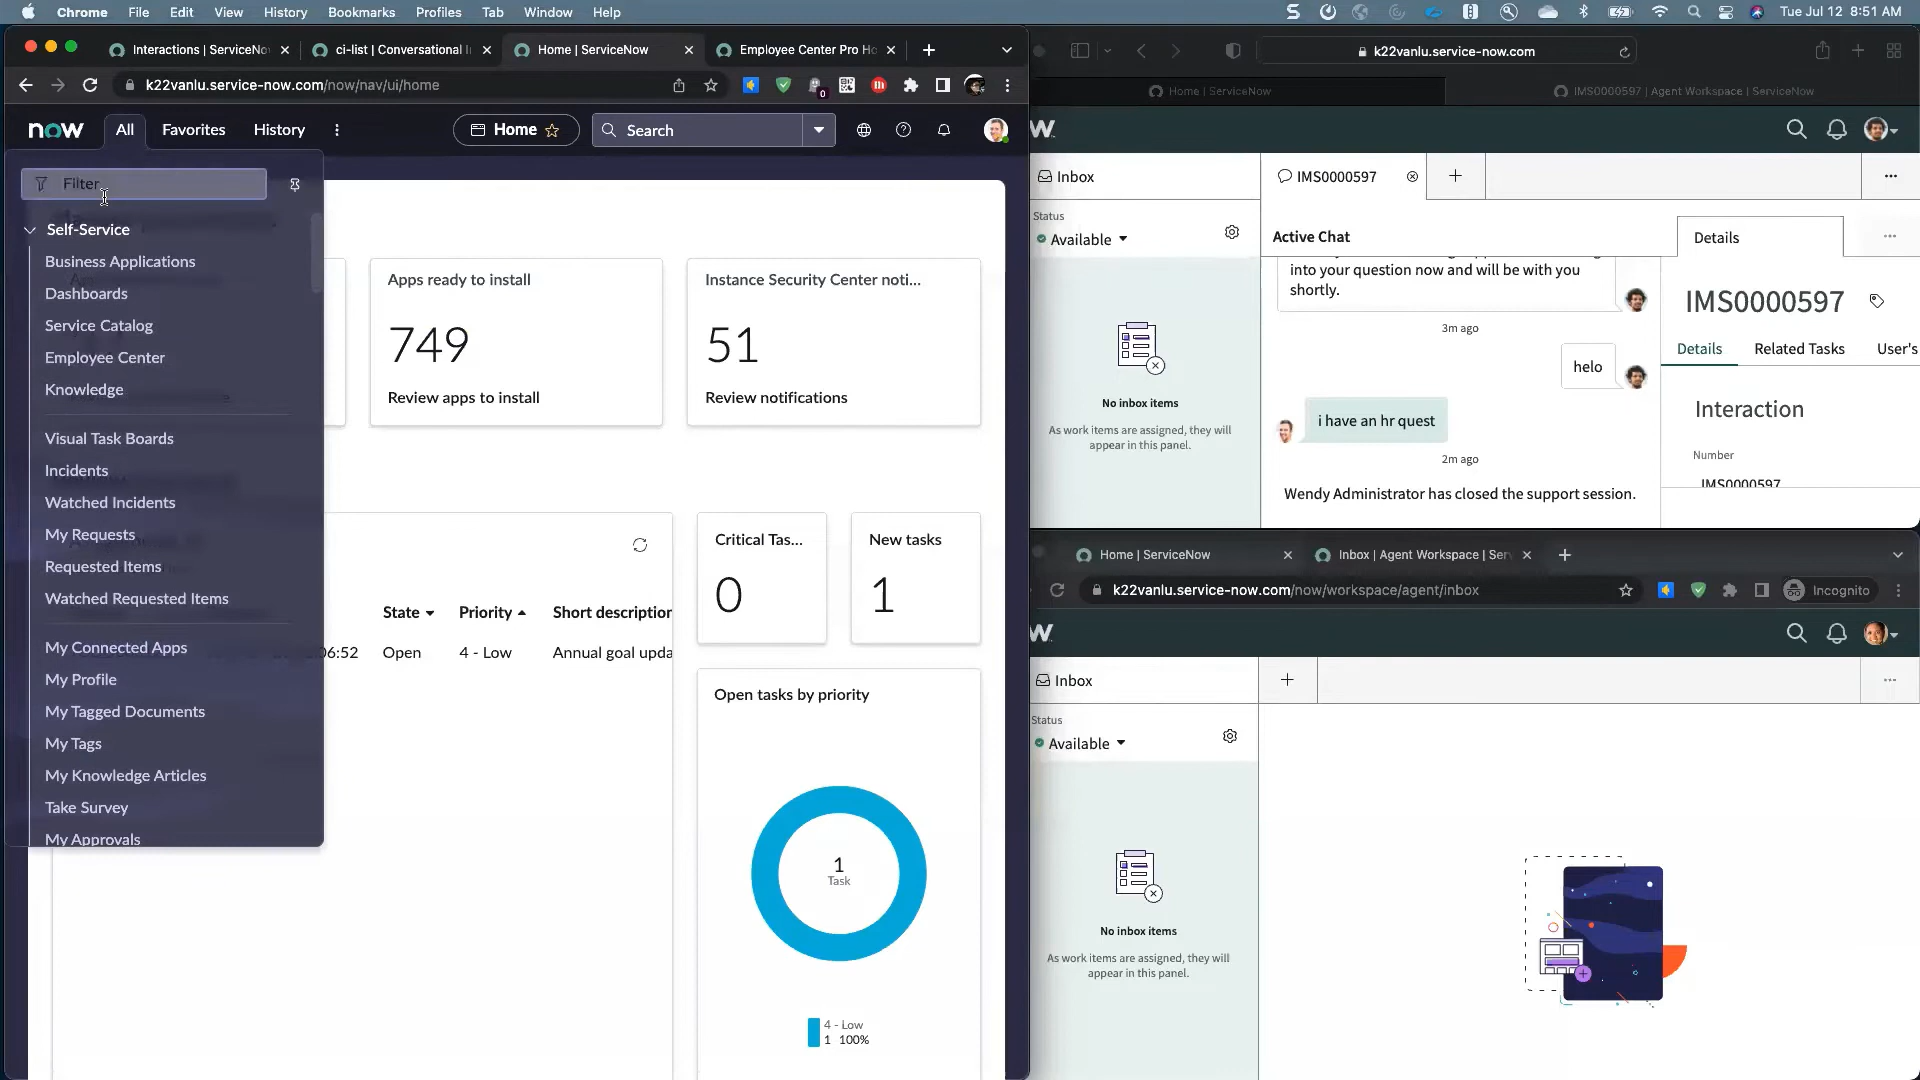 Chrome File Edit View History Bookmarks Profiles Tab Window Help
Tue Jul 12 8:51 AM
Interactions | ServiceNo
ci-list | Conversational I
Home | ServiceNow
Employee Center Pro Ho
k22vanlu.service-now.com/now/nav/ui/home
0
now
All
Favorites
History
Home
Search
Filter
Self-Service
Business Applications
Dashboards
Service Catalog
Employee Center
Knowledge
Visual Task Boards
Incidents
Watched Incidents
My Requests
Requested Items
Watched Requested Items
My Connected Apps
My Profile
My Tagged Documents
My Tags
My Knowledge Articles
Take Survey
My Approvals
Apps ready to install
749
Review apps to install
Instance Security Center noti...
51
Review notifications
State
Priority
Short description
06:52
Open
4 - Low
Annual goal upda
Critical Tas...
0
New tasks
1
Open tasks by priority
1
Task
4 - Low
1 100%
k22vanlu.service-now.com
Home | ServiceNow
IMS0000597 | Agent Workspace | ServiceNow
W.
Inbox
IMS0000597
Status
Available
No inbox items
As work items are assigned, they will
appear in this panel.
Active Chat
into your question now and will be with you
shortly.
3m ago
helo
i have an hr quest
2m ago
Wendy Administrator has closed the support session.
Details
IMS0000597
Details
Related Tasks
User's
Interaction
Number
IMS0000597
Home | ServiceNow
Inbox | Agent Workspace | Ser
k22vanlu.service-now.com/now/workspace/agent/inbox
Incognito
W.
Inbox
Status
Available
No inbox items
As work items are assigned, they will
appear in this panel.